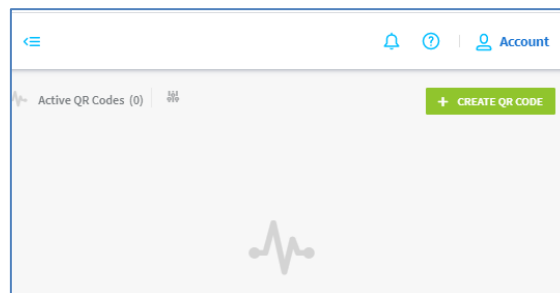 Account
Active QR Codes (0)
+ CREATE QR CODE